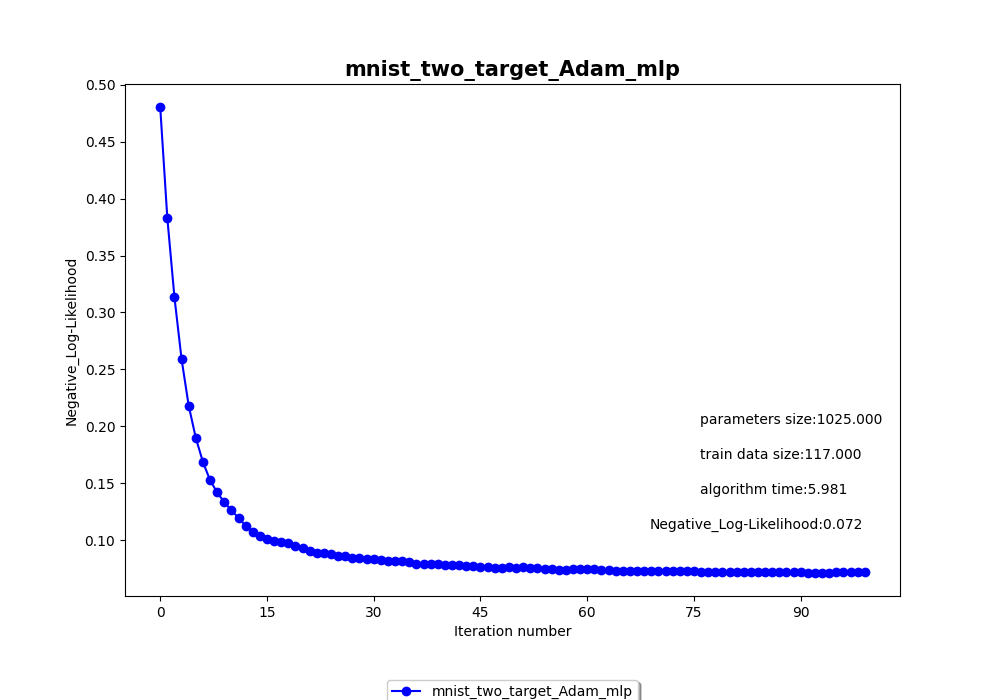 mnist_two_target_Adam_mlp
0.50
0.45
0.40
0.35
0.30
0.25
0.20
0.15
0.10
Negative_Log-Likelihood
parameters size:1025.000
train data size:117.000
algorithm time:5.981
Negative_Log-Likelihood:0.072
0 15 30 45 60 75 90
Iteration number
mnist_two_target_Adam_mlp